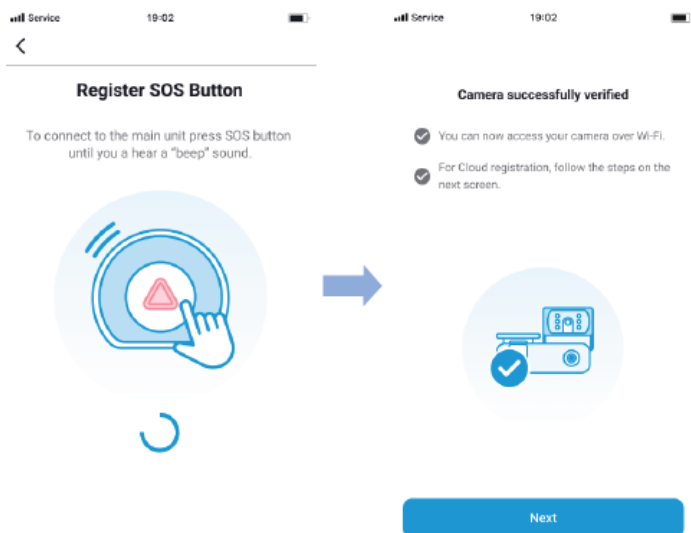 Service
19:02
Register SOS Button
To connect to the main unit press SOS button
until you a hear a "beep" sound.
Service
19:02
Camera successfully verified
You can now access your camera over Wi-Fi.
For Cloud registration, follow the steps on the
next screen.
Next